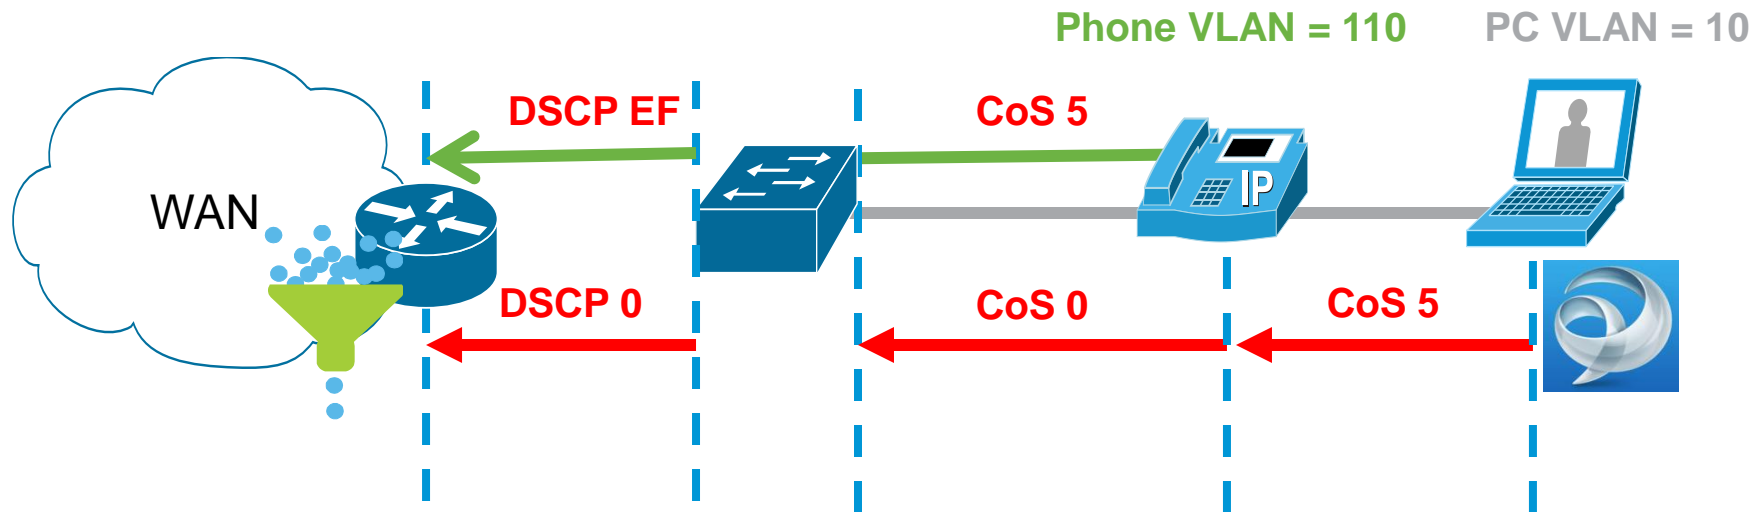 Phone VLAN = 110
PC VLAN = 10
DSCP EF
CoS 5
WAN
IP
DSCP 0
CoS 0
CoS 5